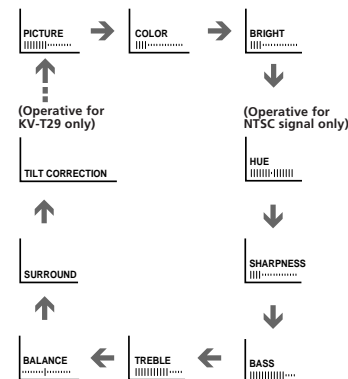 PICTURE
COLOR
BRIGHT
(Operative for
KV-T29 only)
(Operative for
NTSC signal only)
HUE
TILT CORRECTION
SHARPNESS
SURROUND
BALANCE
TREBLE
BASS